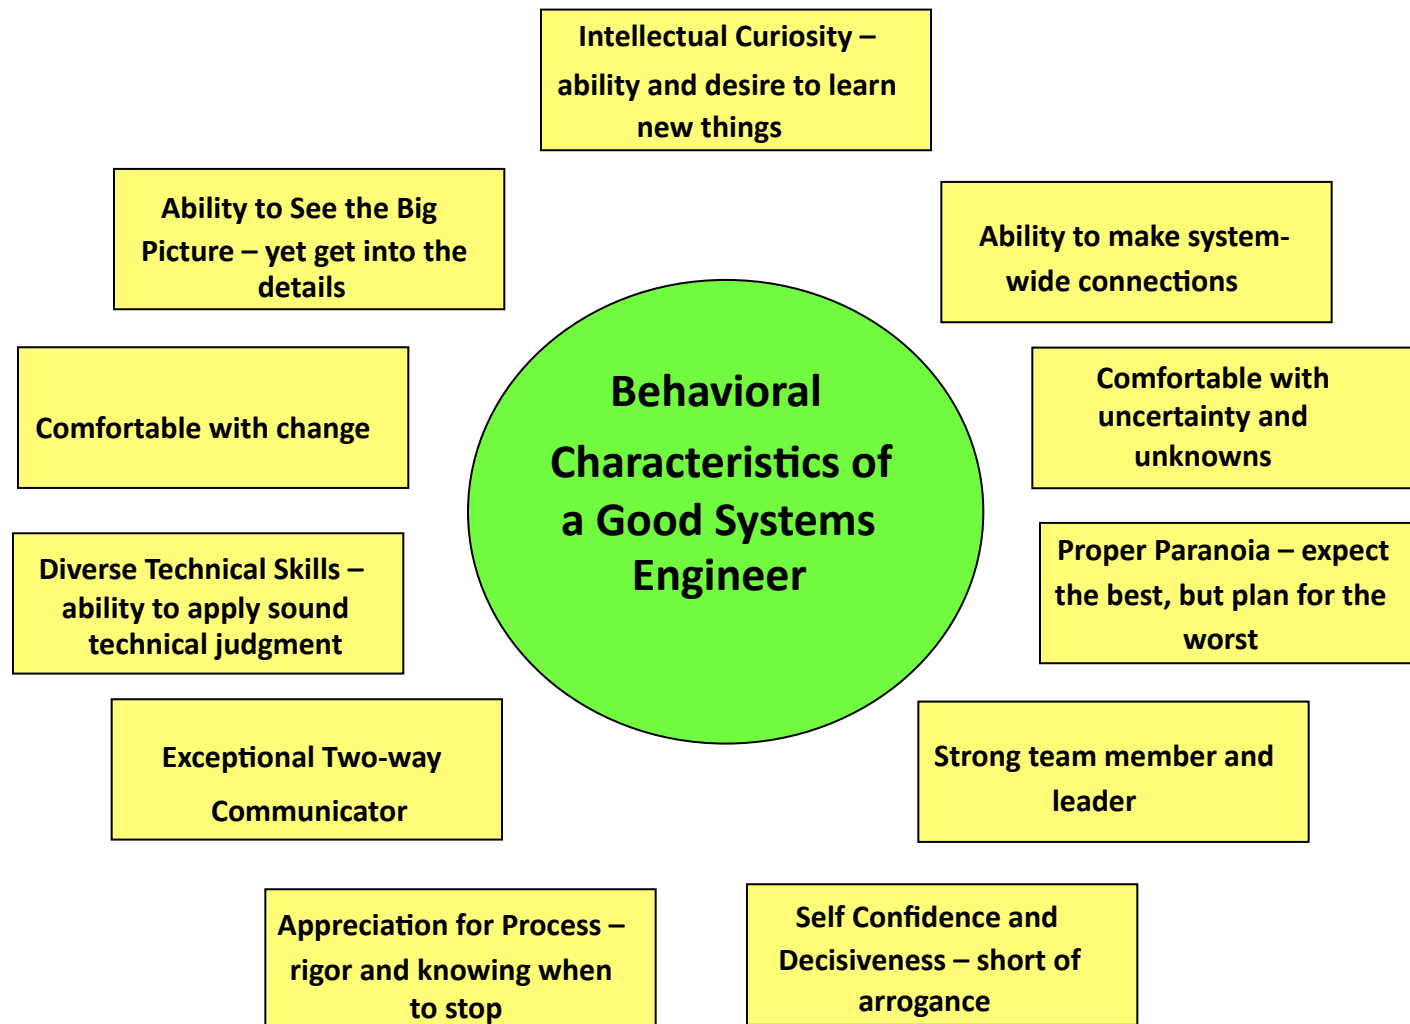 Intellectual Curiosity –
ability and desire to learn
new things
Ability to See the Big
Picture – yet get into the
details
Ability to make system-
wide connections
Comfortable with change
Behavioral
Characteristics of
a Good Systems
Engineer
Comfortable with
uncertainty and
unknowns
Diverse Technical Skills –
ability to apply sound
technical judgment
Proper Paranoia – expect
the best, but plan for the
worst
Exceptional Two-way
Communicator
Strong team member and
leader
Appreciation for Process –
rigor and knowing when
to stop
Self Confidence and
Decisiveness – short of
arrogance